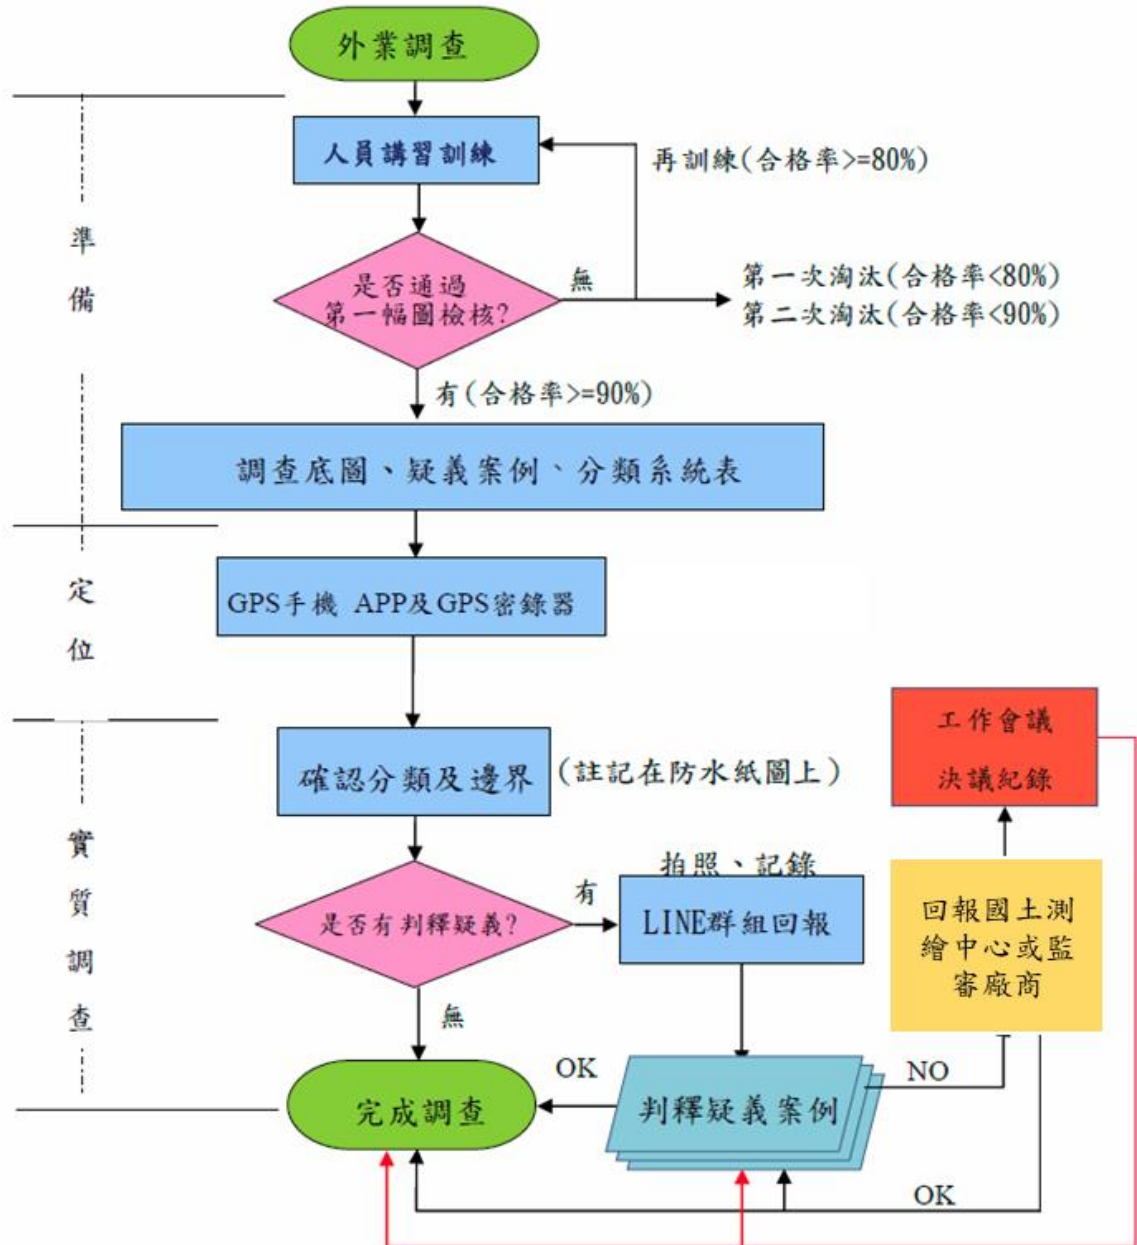 外業調查
人員講習訓練
再訓練(合格率>=80%)
準
備
是否通過
第一幅圖檢核?
無
第一次淘汰(合格率<80%)
第二次淘汰(合格率<90%)
有(合格率>=90%)
調查底圖、疑義案例、分類系統表
定
位
GPS手機 APP及GPS密錄器
工作會議
決議紀錄
確認分類及邊界
(註記在防水紙圖上)
實
質
調
查
拍照、記錄
是否有判釋疑義?
有
LINE群組回報
回報國土測
繪中心或監
審廠商
無
OK
NO
完成調查
判釋疑義案例
OK